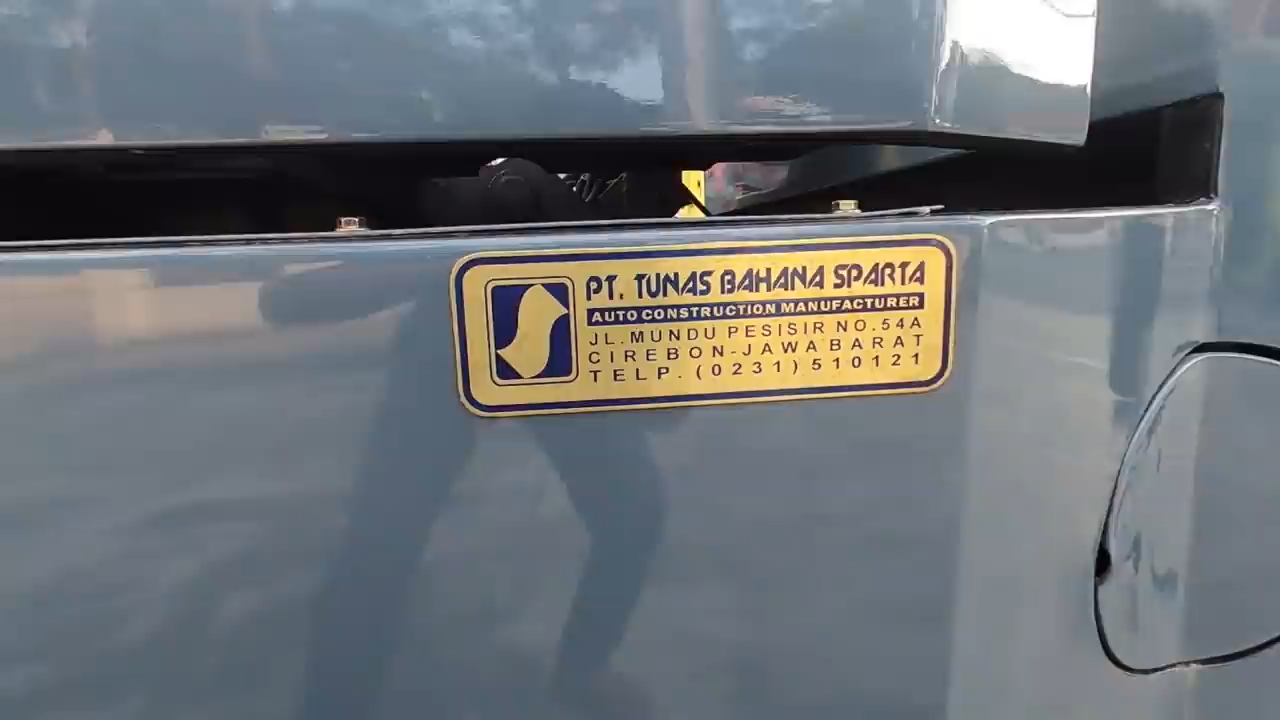 PT. TUNAS BAHANA SPARTA
AUTO CONSTRUCTION MANUFACTURER
JL. MUNDU PESISIR NO. 54A
CIREBON-JAWA BARAT
TELP. (0231) 510121